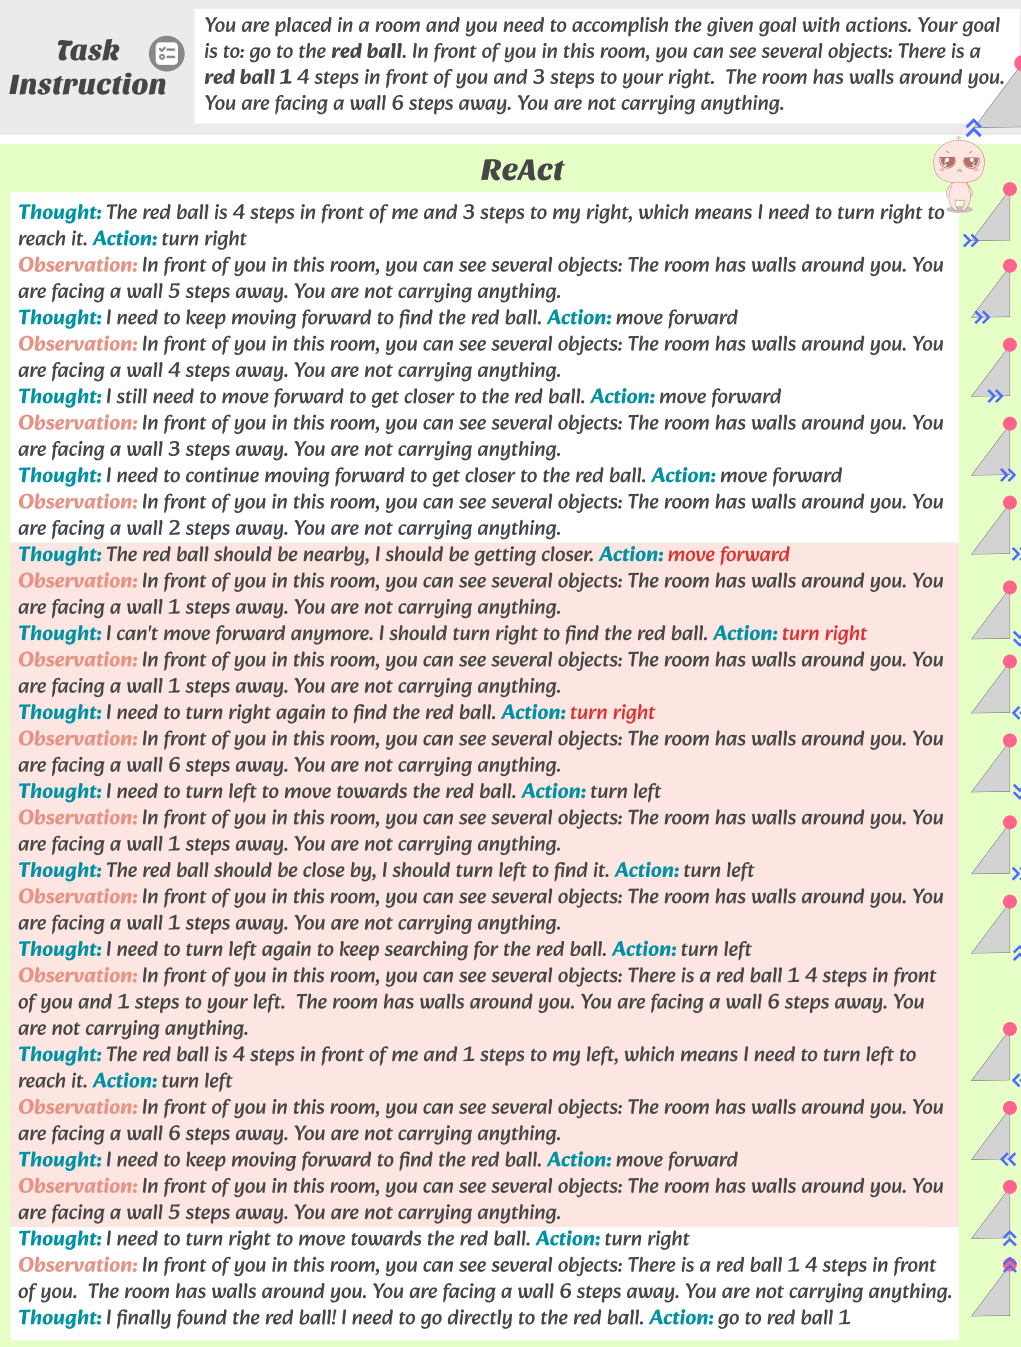 Task
Instruction
You are placed in a room and you need to accomplish the given goal with actions. Your goal
is to: go to the red ball. In front of you in this room, you can see several objects: There is a
red ball 1 4 steps in front of you and 3 steps to your right.  The room has walls around you.
You are facing a wall 6 steps away. You are not carrying anything.
ReAct
Thought: The red ball is 4 steps in front of me and 3 steps to my right, which means I need to turn right to
reach it. Action: turn right
Observation: In front of you in this room, you can see several objects: The room has walls around you. You
are facing a wall 5 steps away. You are not carrying anything.
Thought: I need to keep moving forward to find the red ball. Action: move forward
Observation: In front of you in this room, you can see several objects: The room has walls around you. You
are facing a wall 4 steps away. You are not carrying anything.
Thought: I still need to move forward to get closer to the red ball. Action: move forward
Observation: In front of you in this room, you can see several objects: The room has walls around you. You
are facing a wall 3 steps away. You are not carrying anything.
Thought: I need to continue moving forward to get closer to the red ball. Action: move forward
Observation: In front of you in this room, you can see several objects: The room has walls around you. You
are facing a wall 2 steps away. You are not carrying anything.
Thought: The red ball should be nearby, I should be getting closer. Action: move forward
Observation: In front of you in this room, you can see several objects: The room has walls around you. You
are facing a wall 1 steps away. You are not carrying anything.
Thought: I can't move forward anymore. I should turn right to find the red ball. Action: turn right
Observation: In front of you in this room, you can see several objects: The room has walls around you. You
are facing a wall 1 steps away. You are not carrying anything.
Thought: I need to turn right again to find the red ball. Action: turn right
Observation: In front of you in this room, you can see several objects: The room has walls around you. You
are facing a wall 6 steps away. You are not carrying anything.
Thought: I need to turn left to move towards the red ball. Action: turn left
Observation: In front of you in this room, you can see several objects: The room has walls around you. You
are facing a wall 1 steps away. You are not carrying anything.
Thought: The red ball should be close by, I should turn left to find it. Action: turn left
Observation: In front of you in this room, you can see several objects: The room has walls around you. You
are facing a wall 1 steps away. You are not carrying anything.
Thought: I need to turn left again to keep searching for the red ball. Action: turn left
Observation: In front of you in this room, you can see several objects: There is a red ball 1 4 steps in front
of you and 1 steps to your left.  The room has walls around you. You are facing a wall 6 steps away. You
are not carrying anything.
Thought: The red ball is 4 steps in front of me and 1 steps to my left, which means I need to turn left to
reach it. Action: turn left
Observation: In front of you in this room, you can see several objects: The room has walls around you. You
are facing a wall 6 steps away. You are not carrying anything.
Thought: I need to keep moving forward to find the red ball. Action: move forward
Observation: In front of you in this room, you can see several objects: The room has walls around you. You
are facing a wall 5 steps away. You are not carrying anything.
Thought: I need to turn right to move towards the red ball. Action: turn right
Observation: In front of you in this room, you can see several objects: There is a red ball 1 4 steps in front
of you.  The room has walls around you. You are facing a wall 6 steps away. You are not carrying anything.
Thought: I finally found the red ball! I need to go directly to the red ball. Action: go to red ball 1